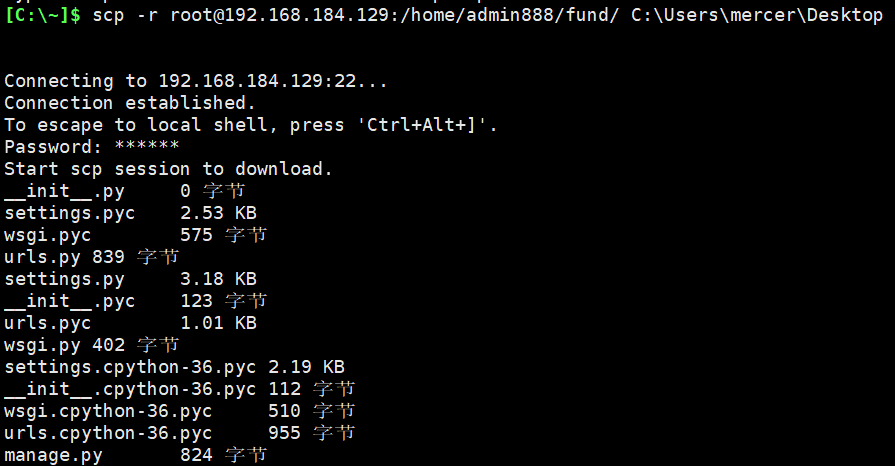 [C:\~]$ scp -r root@192.168.184.129:/home/admin888/fund/ C:\Users\mercer\Desktop
Connecting to 192.168.184.129:22...
Connection established.
To escape to local shell, press 'Ctrl+Alt+]'.
Password: ******
Start scp session to download.
__init__.py     0 字节
settings.pyc    2.53 KB
wsgi.pyc        575 字节
urls.py 839 字节
settings.py     3.18 KB
__init__.pyc    123 字节
urls.pyc        1.01 KB
wsgi.py 402 字节
settings.cpython-36.pyc 2.19 KB
__init__.cpython-36.pyc 112 字节
wsgi.cpython-36.pyc     510 字节
urls.cpython-36.pyc     955 字节
manage.py       824 字节